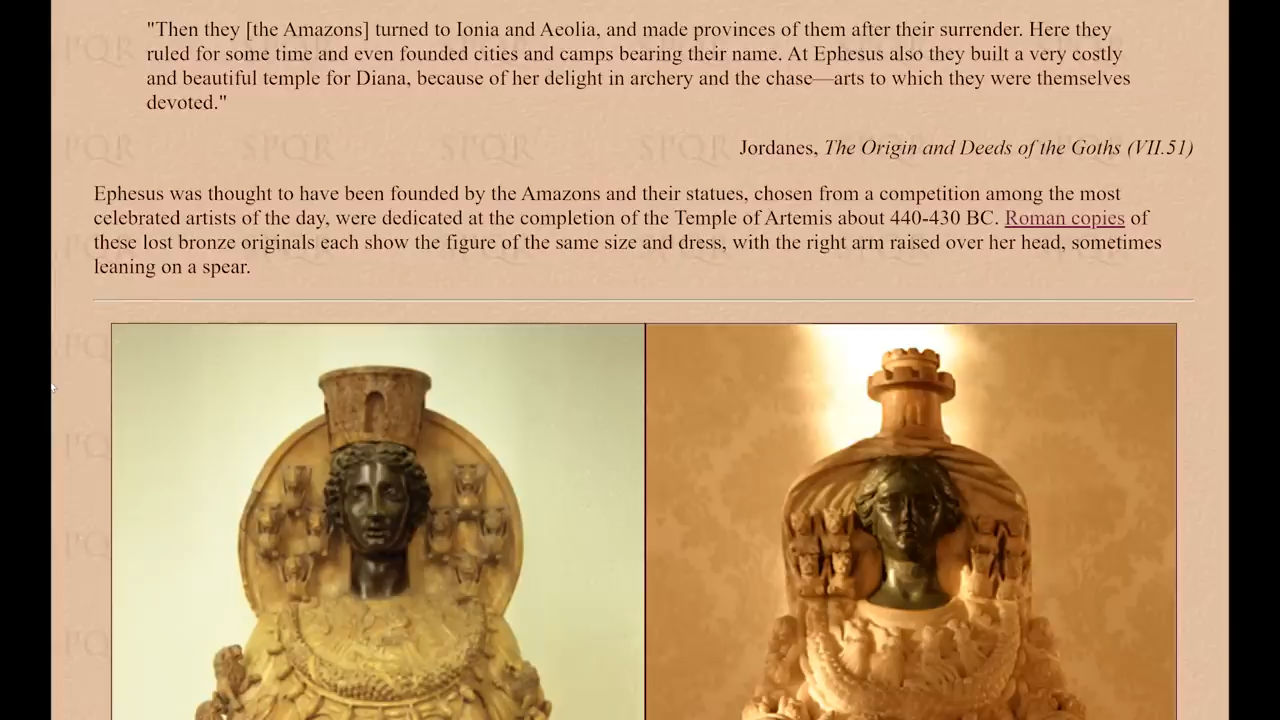 "Then they [the Amazons] turned to Ionia and Aeolia, and made provinces of them after their surrender. Here they
ruled for some time and even founded cities and camps bearing their name. At Ephesus also they built a very costly
and beautiful temple for Diana, because of her delight in archery and the chase—arts to which they were themselves
devoted."
Jordanes, The Origin and Deeds of the Goths (VII.51)
Ephesus was thought to have been founded by the Amazons and their statues, chosen from a competition among the most
celebrated artists of the day, were dedicated at the completion of the Temple of Artemis about 440-430 BC. Roman copies of
these lost bronze originals each show the figure of the same size and dress, with the right arm raised over her head, sometimes
leaning on a spear.